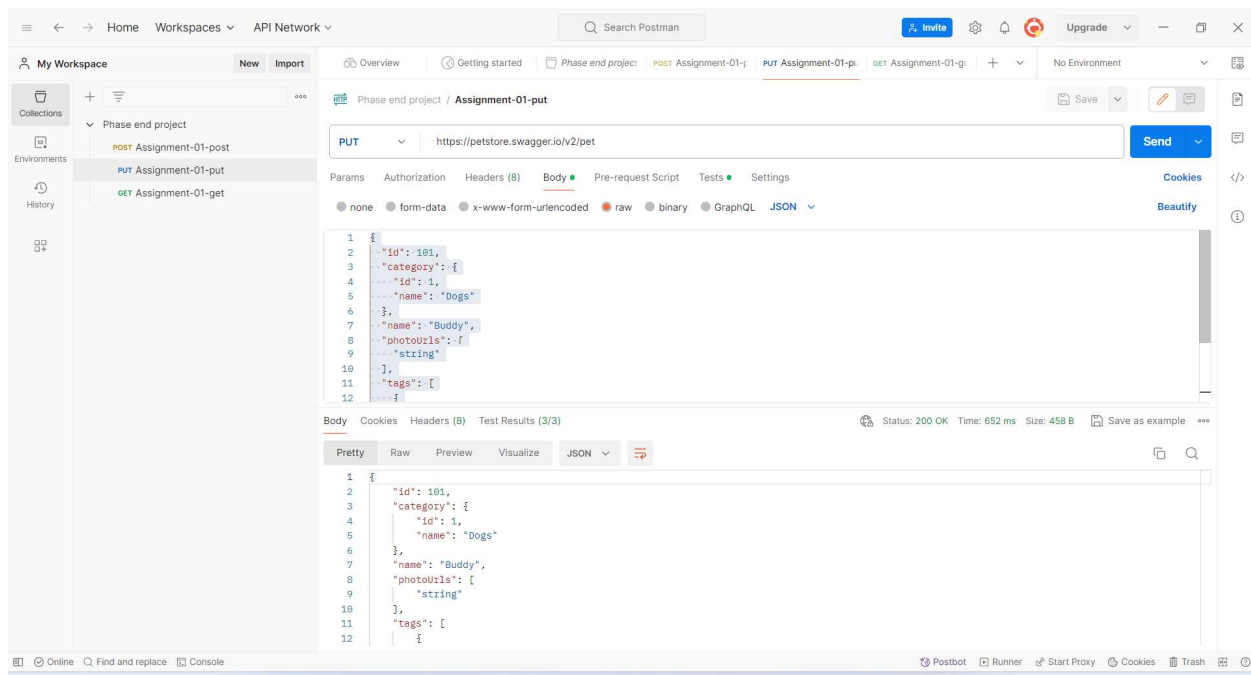 Home Workspaces API Network Search Postman Invite Upgrade
My Workspace New Import Overview Getting started Phase end project POST Assignment-01-p PUT Assignment-01-pu GET Assignment-01-ge No Environment
Collections
Environments
History
Phase end project
POST Assignment-01-post
PUT Assignment-01-put
GET Assignment-01-get
HTTP Phase end project / Assignment-01-put Save
PUT https://petstore.swagger.io/v2/pet Send
Params Authorization Headers (8) Body Pre-request Script Tests Settings Cookies
none form-data x-www-form-urlencoded raw binary GraphQL JSON Beautify
1 {
2 "id": 101,
3 "category": {
4 "id": 1,
5 "name": "Dogs"
6 },
7 "name": "Buddy",
8 "photoUrls": [
9 "string"
10 ],
11 "tags": [
12 {
Body Cookies Headers (8) Test Results (3/3) Status: 200 OK Time: 652 ms Size: 458 B Save as example
Pretty Raw Preview Visualize JSON
1 {
2 "id": 101,
3 "category": {
4 "id": 1,
5 "name": "Dogs"
6 },
7 "name": "Buddy",
8 "photoUrls": [
9 "string"
10 ],
11 "tags": [
12 {
Online Find and replace Console Postbot Runner Start Proxy Cookies Trash